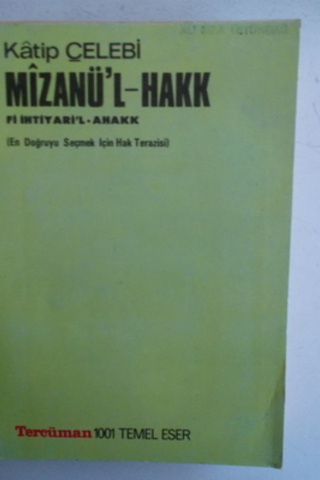 Kâtip ÇELEBİ
MÎZANÜ'L-HAKK
Fİ İHTİYARİ'L-AHAKK
(En Doğruyu Seçmek İçin Hak Terazisi)
Tercüman 1001 TEMEL ESER